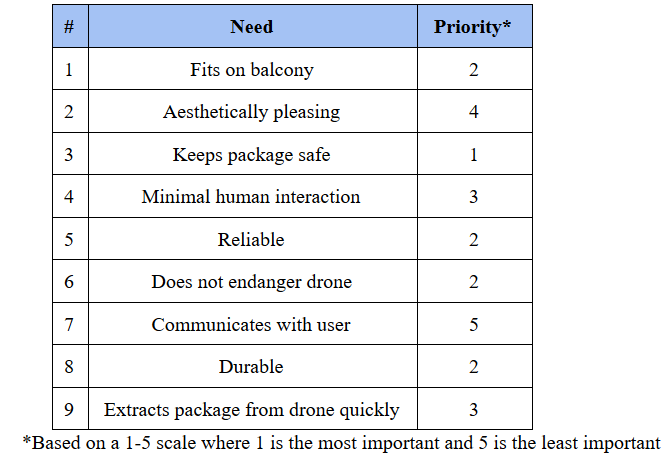 # Need Priority*
1 Fits on balcony 2
2 Aesthetically pleasing 4
3 Keeps package safe 1
4 Minimal human interaction 3
5 Reliable 2
6 Does not endanger drone 2
7 Communicates with user 5
8 Durable 2
9 Extracts package from drone quickly 3
*Based on a 1-5 scale where 1 is the most important and 5 is the least important